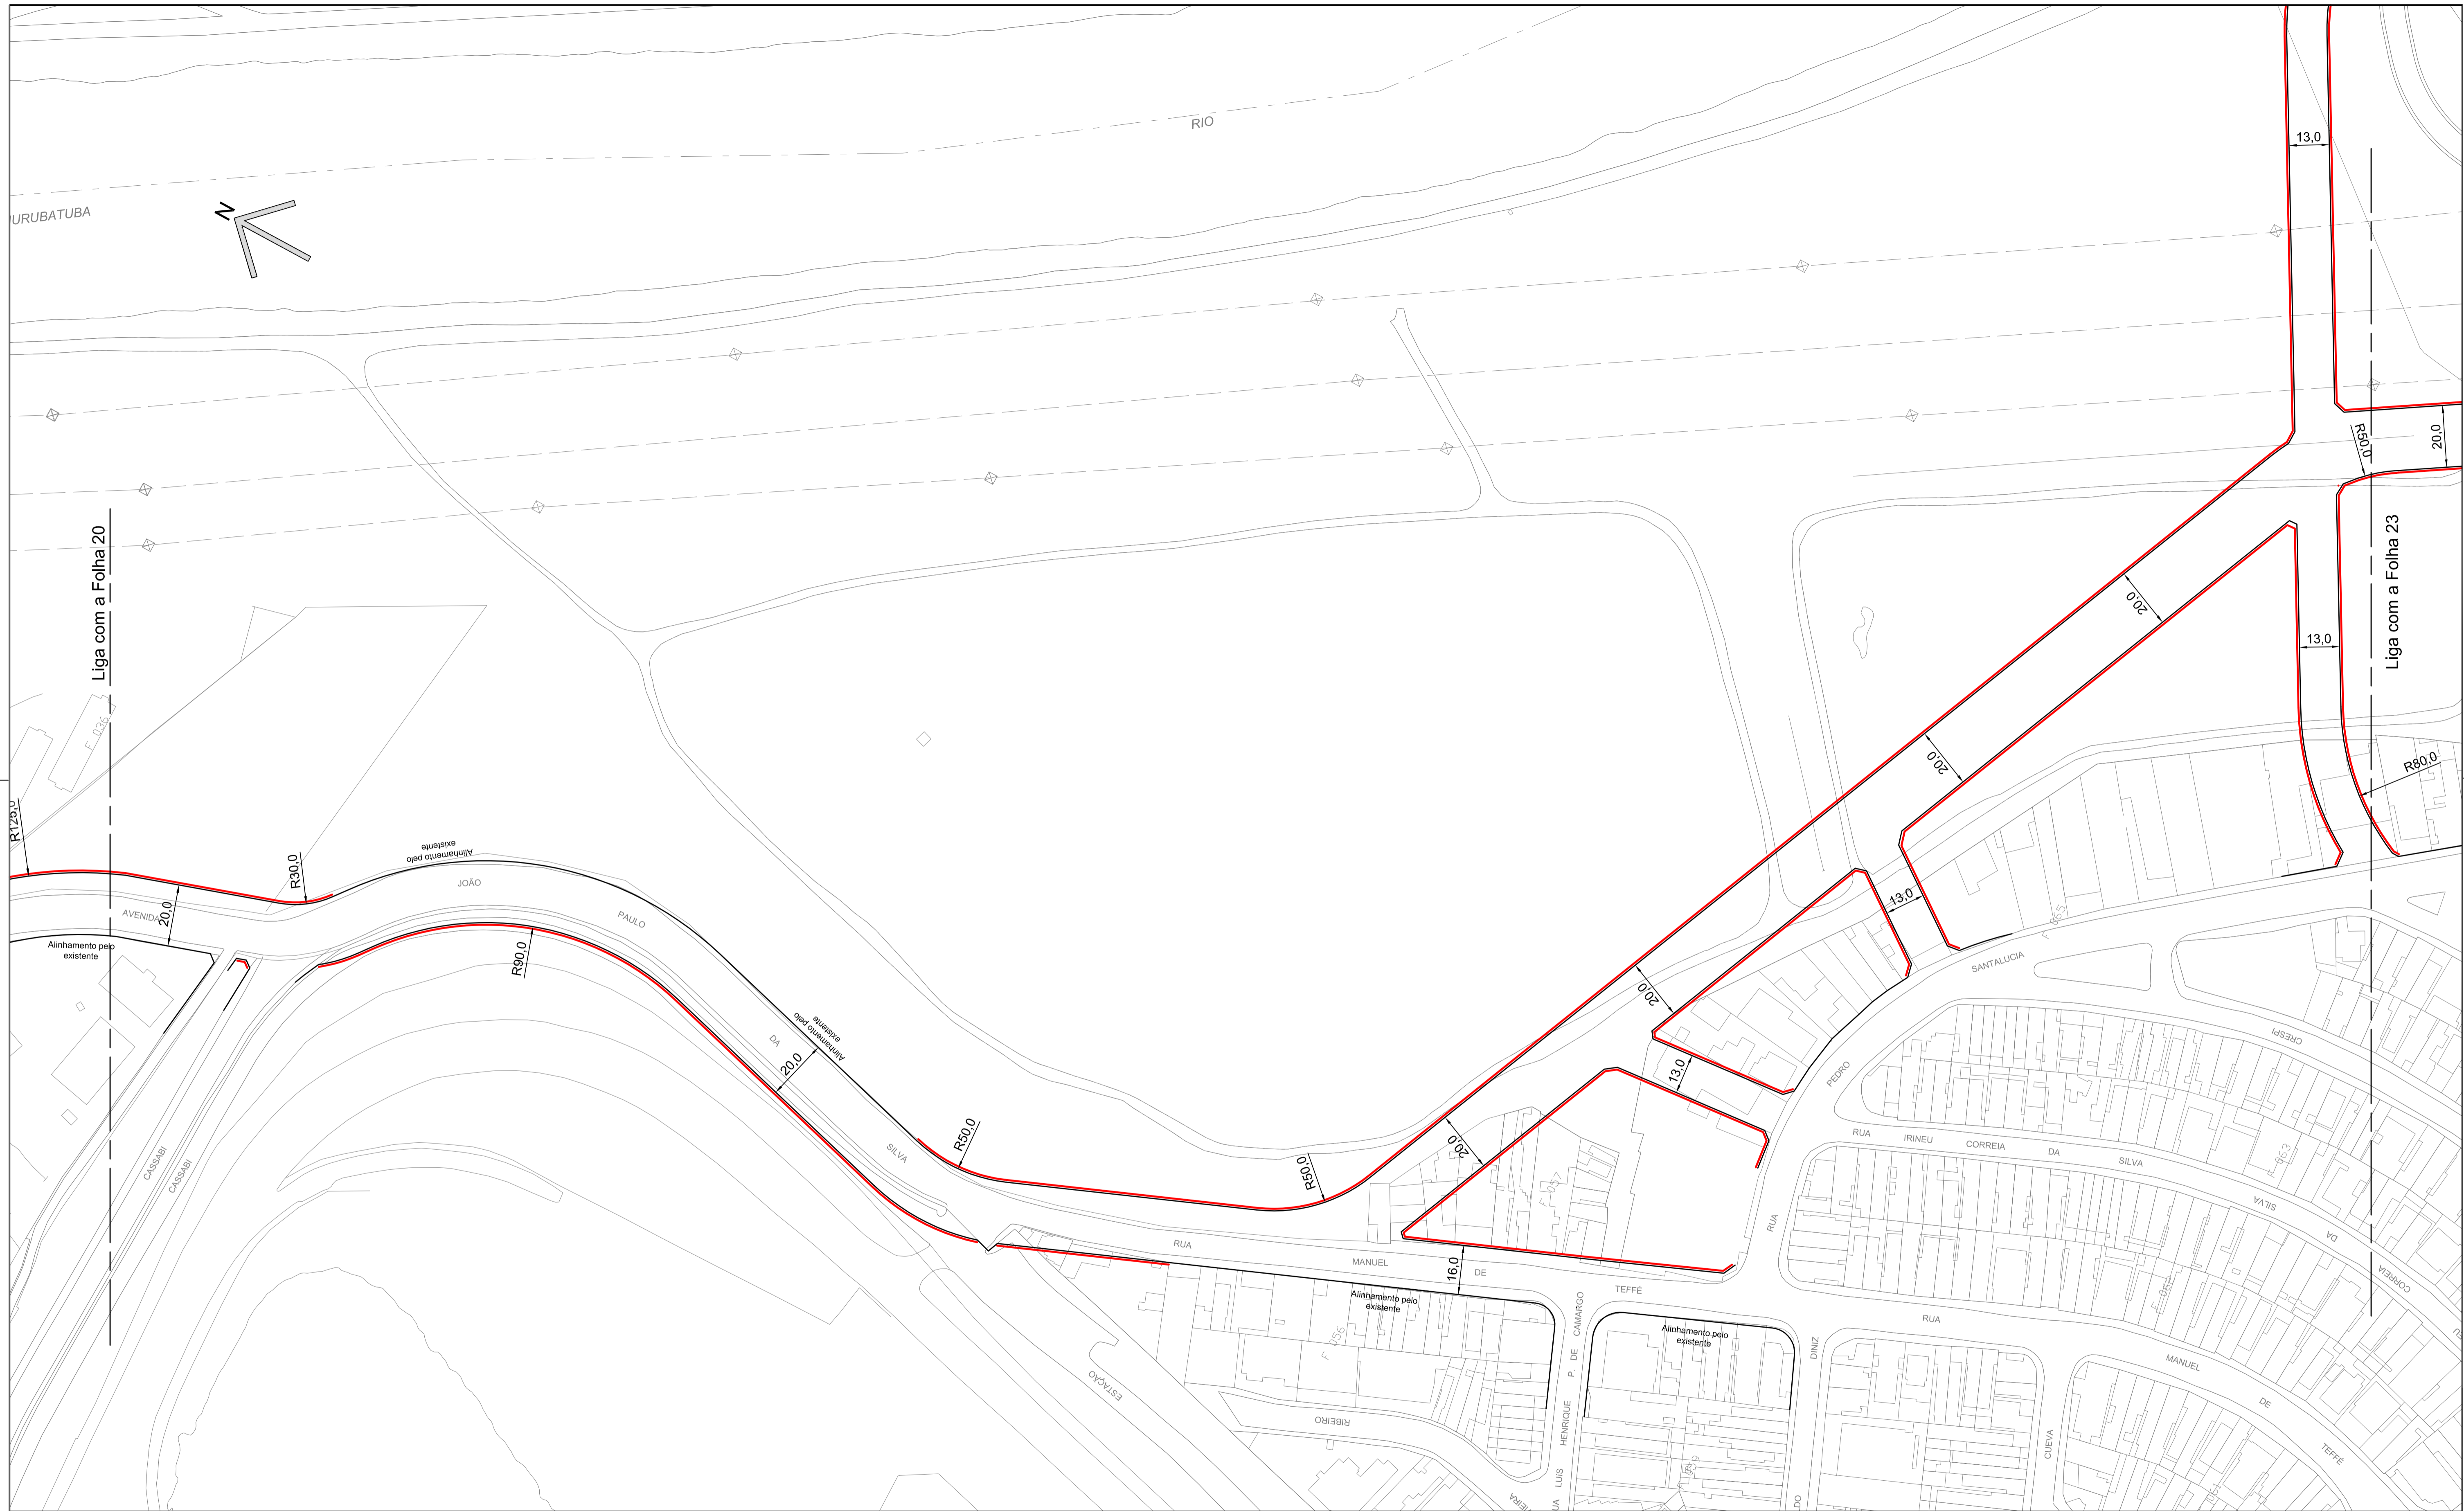 RIO
URUBATUBA
N
13,0
R50,0
20,0
Liga com a Folha 20
Liga com a Folha 23
20,0
13,0
F 036
R125,0
R30,0
Alinhamento pelo
existente
JOÃO
20,0
R80,0
AVENIDA
20,0
PAULO
13,0
Alinhamento pelo
existente
R90,0
SANTALUCIA
20,0
DA
20,0
Alinhamento pelo
existente
CRESPI
13,0
PEDRO
SILVA
R50,0
20,0
R50,0
RUA
IRINEU
CORREIA
DA
SILVA
CASSABI
CASSABI
F 057
F 063
SILVA
DA
CORREIA
RUA
RUA
MANUEL
DE
TEFFÉ
16,0
Alinhamento pelo
existente
Alinhamento pelo
existente
F 056
F 062
RUA
MANUEL
DE
TEFFÉ
ESTAÇÃO
RIBEIRO
LUIS
HENRIQUE
P.
DE
CAMARGO
DINIZ
CUEVA